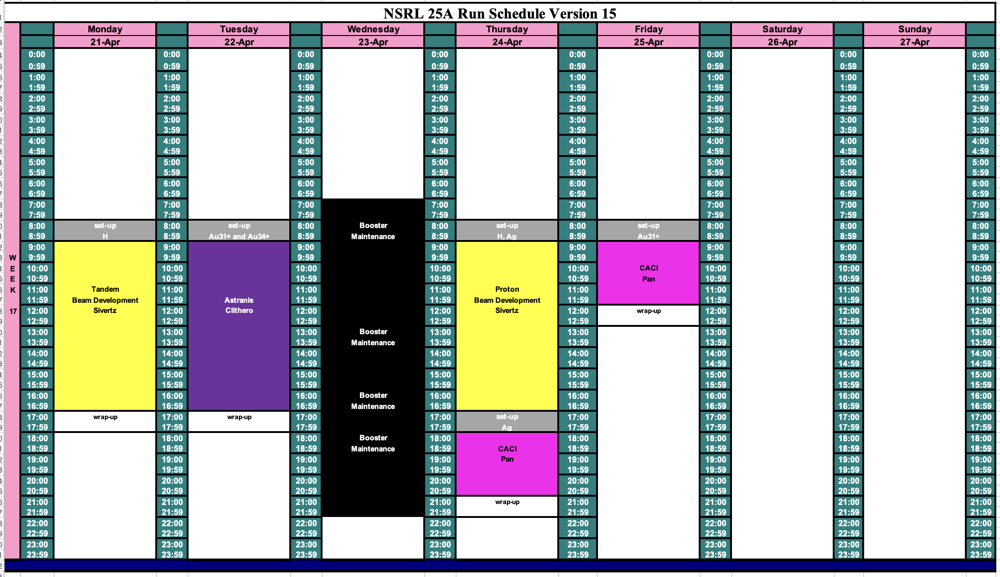 NSRL 25A Run Schedule Version 15
Monday Tuesday Wednesday Thursday Friday Saturday Sunday
21-Apr 22-Apr 23-Apr 24-Apr 25-Apr 26-Apr 27-Apr
0:00 0:00 0:00 0:00 0:00 0:00 0:00 0:00
0:59 0:59 0:59 0:59 0:59 0:59 0:59 0:59
1:00 1:00 1:00 1:00 1:00 1:00 1:00 1:00
1:59 1:59 1:59 1:59 1:59 1:59 1:59 1:59
2:00 2:00 2:00 2:00 2:00 2:00 2:00 2:00
2:59 2:59 2:59 2:59 2:59 2:59 2:59 2:59
3:00 3:00 3:00 3:00 3:00 3:00 3:00 3:00
3:59 3:59 3:59 3:59 3:59 3:59 3:59 3:59
4:00 4:00 4:00 4:00 4:00 4:00 4:00 4:00
4:59 4:59 4:59 4:59 4:59 4:59 4:59 4:59
5:00 5:00 5:00 5:00 5:00 5:00 5:00 5:00
5:59 5:59 5:59 5:59 5:59 5:59 5:59 5:59
6:00 6:00 6:00 6:00 6:00 6:00 6:00 6:00
6:59 6:59 6:59 6:59 6:59 6:59 6:59 6:59
7:00 7:00 7:00 7:00 7:00 7:00 7:00 7:00
7:59 7:59 7:59 7:59 7:59 7:59 7:59 7:59
8:00 set-up 8:00 set-up 8:00 Booster 8:00 set-up 8:00 set-up 8:00 8:00 8:00
8:59 H 8:59 Au31+ and Au34+ 8:59 Maintenance 8:59 H, Ag 8:59 Au31+ 8:59 8:59 8:59
9:00 9:00 9:00 9:00 9:00 9:00 9:00 9:00
W 9:59 9:59 9:59 9:59 9:59 9:59 9:59 9:59
E 10:00 10:00 10:00 10:00 10:00 CACI 10:00 10:00 10:00
E 10:59 10:59 10:59 10:59 10:59 Pan 10:59 10:59 10:59
K 11:00 Tandem 11:00 11:00 11:00 Proton 11:00 11:00 11:00 11:00
11:59 Beam Development 11:59 Astranis 11:59 11:59 Beam Development 11:59 11:59 11:59 11:59
17 12:00 Sivertz 12:00 Clithero 12:00 12:00 Sivertz 12:00 wrap-up 12:00 12:00 12:00
12:59 12:59 12:59 12:59 12:59 12:59 12:59 12:59
13:00 13:00 13:00 Booster 13:00 13:00 13:00 13:00 13:00
13:59 13:59 13:59 Maintenance 13:59 13:59 13:59 13:59 13:59
14:00 14:00 14:00 14:00 14:00 14:00 14:00 14:00
14:59 14:59 14:59 14:59 14:59 14:59 14:59 14:59
15:00 15:00 15:00 15:00 15:00 15:00 15:00 15:00
15:59 15:59 15:59 15:59 15:59 15:59 15:59 15:59
16:00 16:00 16:00 Booster 16:00 16:00 16:00 16:00 16:00
16:59 16:59 16:59 Maintenance 16:59 16:59 16:59 16:59 16:59
17:00 wrap-up 17:00 wrap-up 17:00 17:00 set-up 17:00 17:00 17:00 17:00
17:59 17:59 17:59 17:59 Ag 17:59 17:59 17:59 17:59
18:00 18:00 18:00 Booster 18:00 18:00 18:00 18:00 18:00
18:59 18:59 18:59 Maintenance 18:59 CACI 18:59 18:59 18:59 18:59
19:00 19:00 19:00 19:00 Pan 19:00 19:00 19:00 19:00
19:59 19:59 19:59 19:59 19:59 19:59 19:59 19:59
20:00 20:00 20:00 20:00 20:00 20:00 20:00 20:00
20:59 20:59 20:59 20:59 20:59 20:59 20:59 20:59
21:00 21:00 21:00 21:00 wrap-up 21:00 21:00 21:00 21:00
21:59 21:59 21:59 21:59 21:59 21:59 21:59 21:59
22:00 22:00 22:00 22:00 22:00 22:00 22:00 22:00
22:59 22:59 22:59 22:59 22:59 22:59 22:59 22:59
23:00 23:00 23:00 23:00 23:00 23:00 23:00 23:00
23:59 23:59 23:59 23:59 23:59 23:59 23:59 23:59